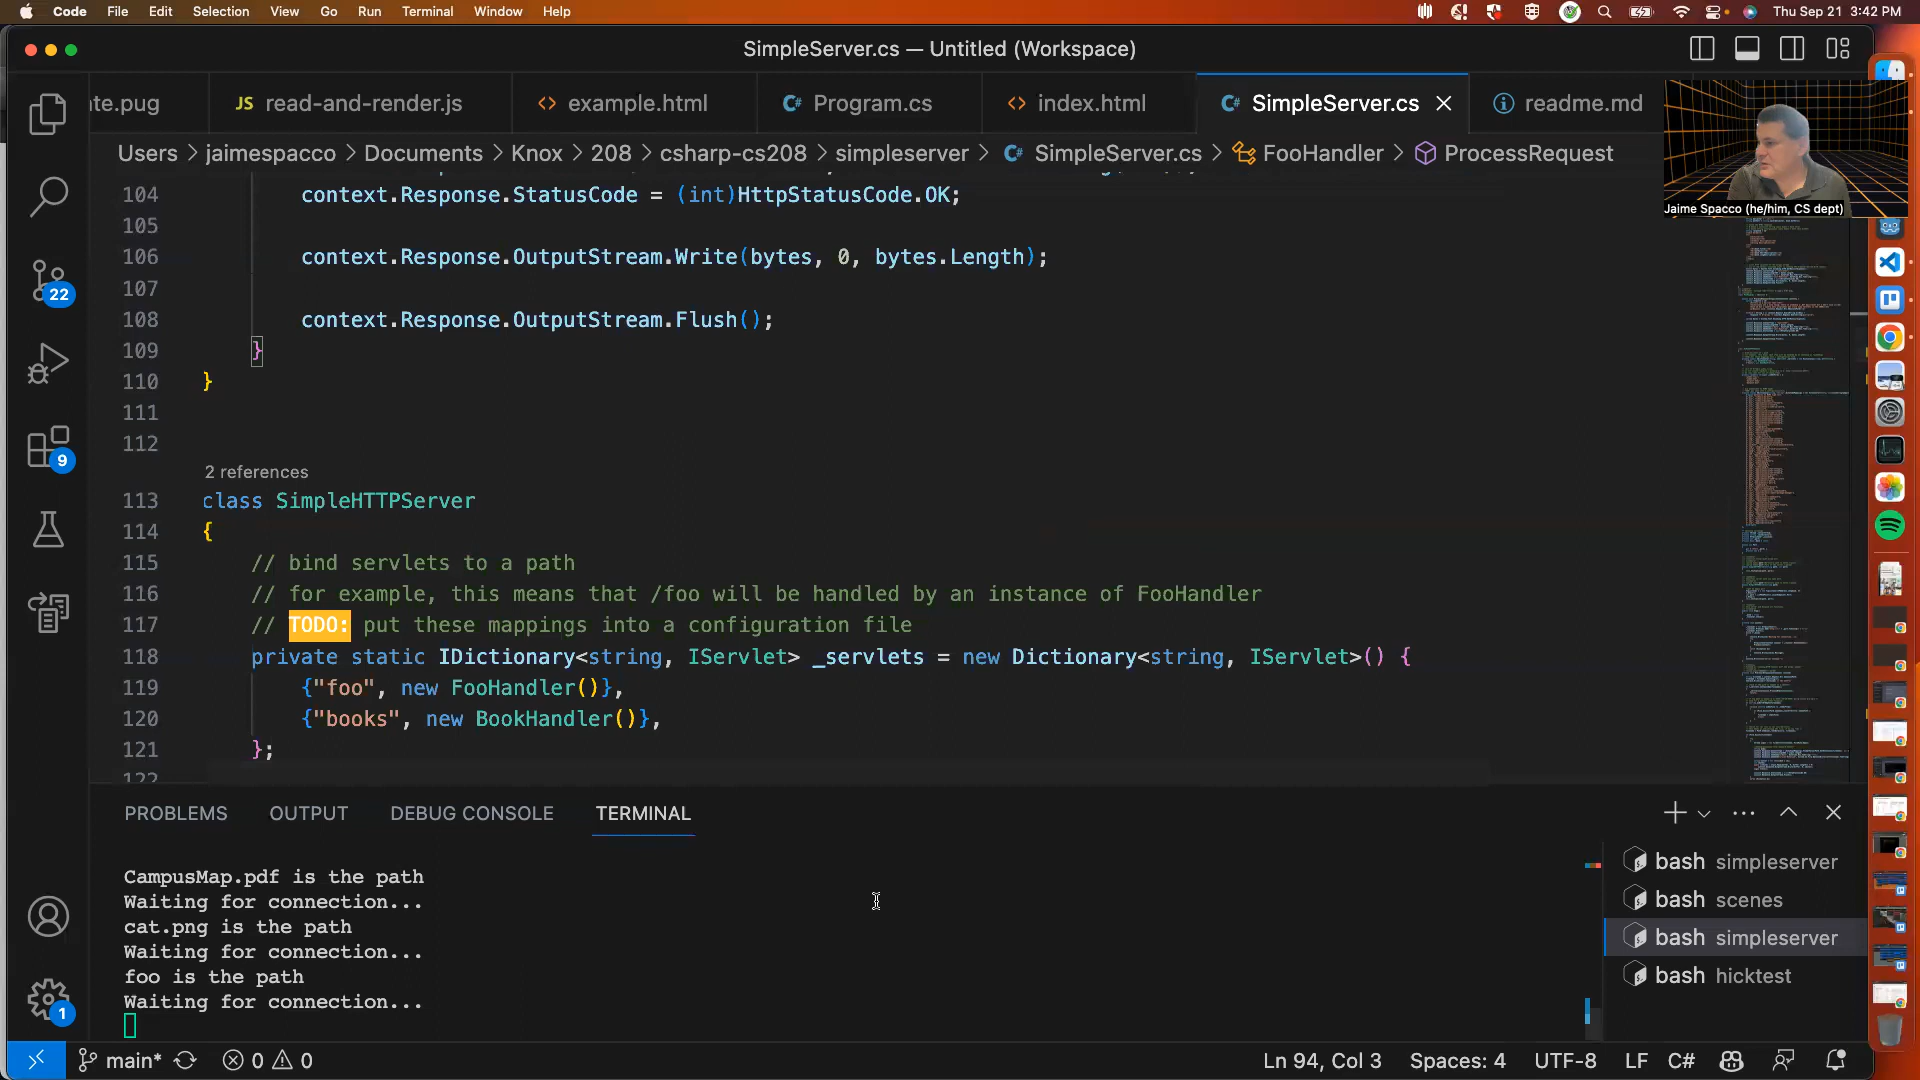 Code File Edit Selection View Go Run Terminal Window Help Thu Sep 21 3:42 PM
SimpleServer.cs — Untitled (Workspace)
ate.pug JS read-and-render.js example.html Program.cs index.html SimpleServer.cs readme.md
Users > jaimespacco > Documents > Knox > 208 > csharp-cs208 > simpleserver > SimpleServer.cs > FooHandler > ProcessRequest
Jaime Spacco (he/him, CS dept)
104 context.Response.StatusCode = (int)HttpStatusCode.OK;
105
106 context.Response.OutputStream.Write(bytes, 0, bytes.Length);
107
108 context.Response.OutputStream.Flush();
109 }
110 }
111
112
2 references
113 class SimpleHTTPServer
114 {
115 // bind servlets to a path
116 // for example, this means that /foo will be handled by an instance of FooHandler
117 // TODO: put these mappings into a configuration file
118 private static IDictionary<string, IServlet> _servlets = new Dictionary<string, IServlet>() {
119 {"foo", new FooHandler()},
120 {"books", new BookHandler()},
121 };
122
22
9
1
PROBLEMS OUTPUT DEBUG CONSOLE TERMINAL
CampusMap.pdf is the path
Waiting for connection...
cat.png is the path
Waiting for connection...
foo is the path
Waiting for connection...
bash simpleserver
bash scenes
bash simpleserver
bash hicktest
main* 0 0 Ln 94, Col 3 Spaces: 4 UTF-8 LF C#